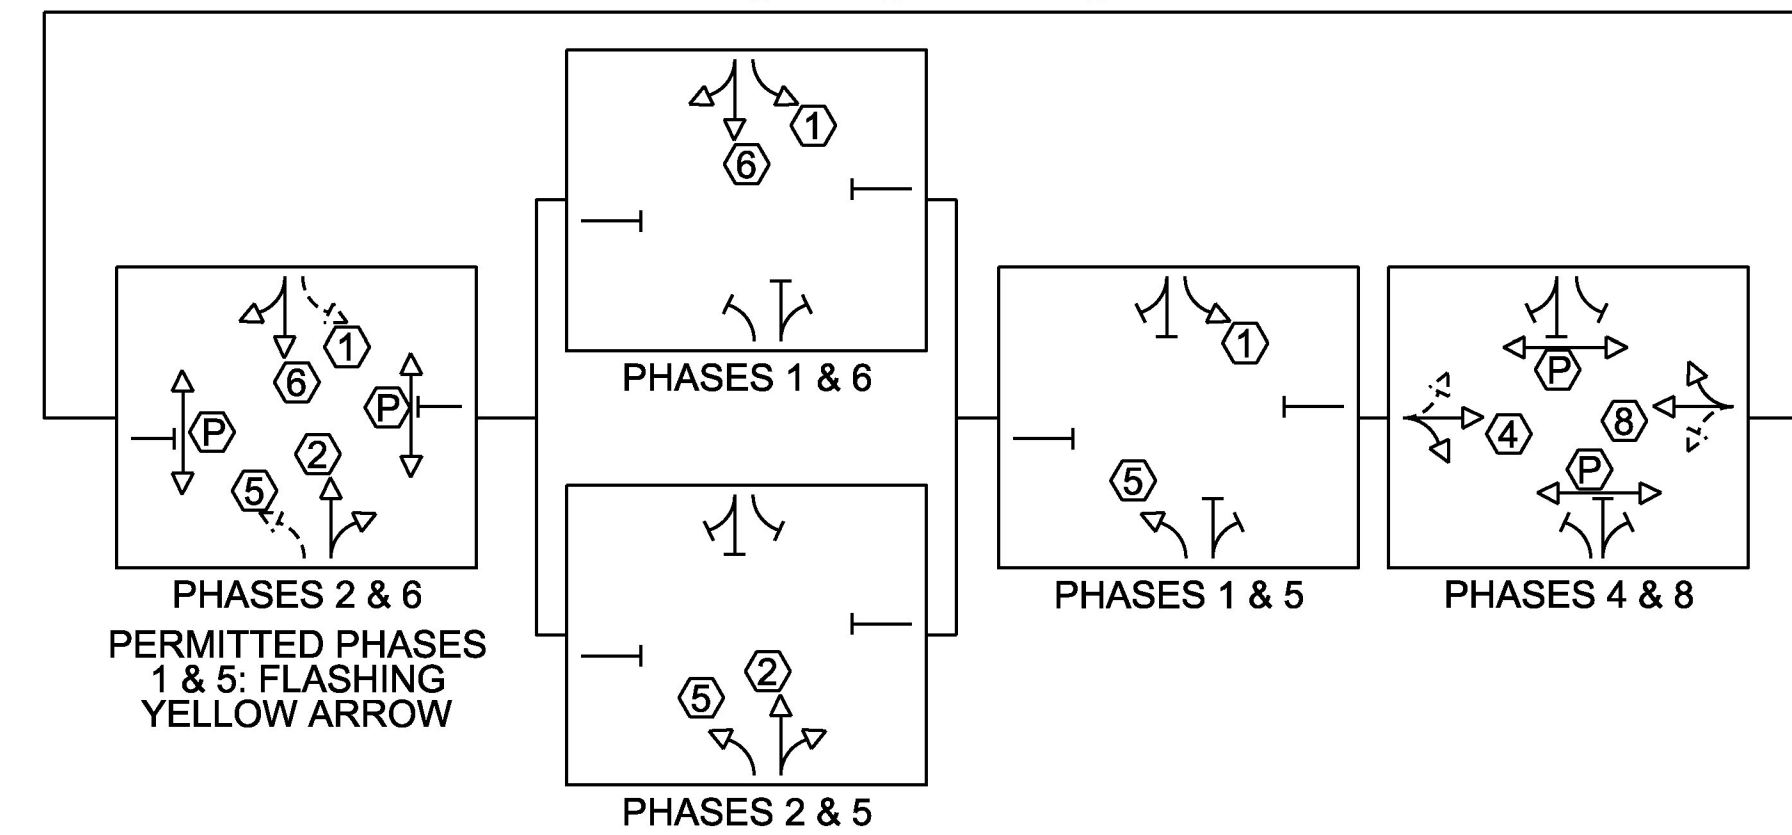 1
6
PHASES 1 & 6
6
1
P
P
2
5
PHASES 2 & 6
PERMITTED PHASES
1 & 5: FLASHING
YELLOW ARROW
2
5
PHASES 2 & 5
1
5
PHASES 1 & 5
P
4
8
P
PHASES 4 & 8